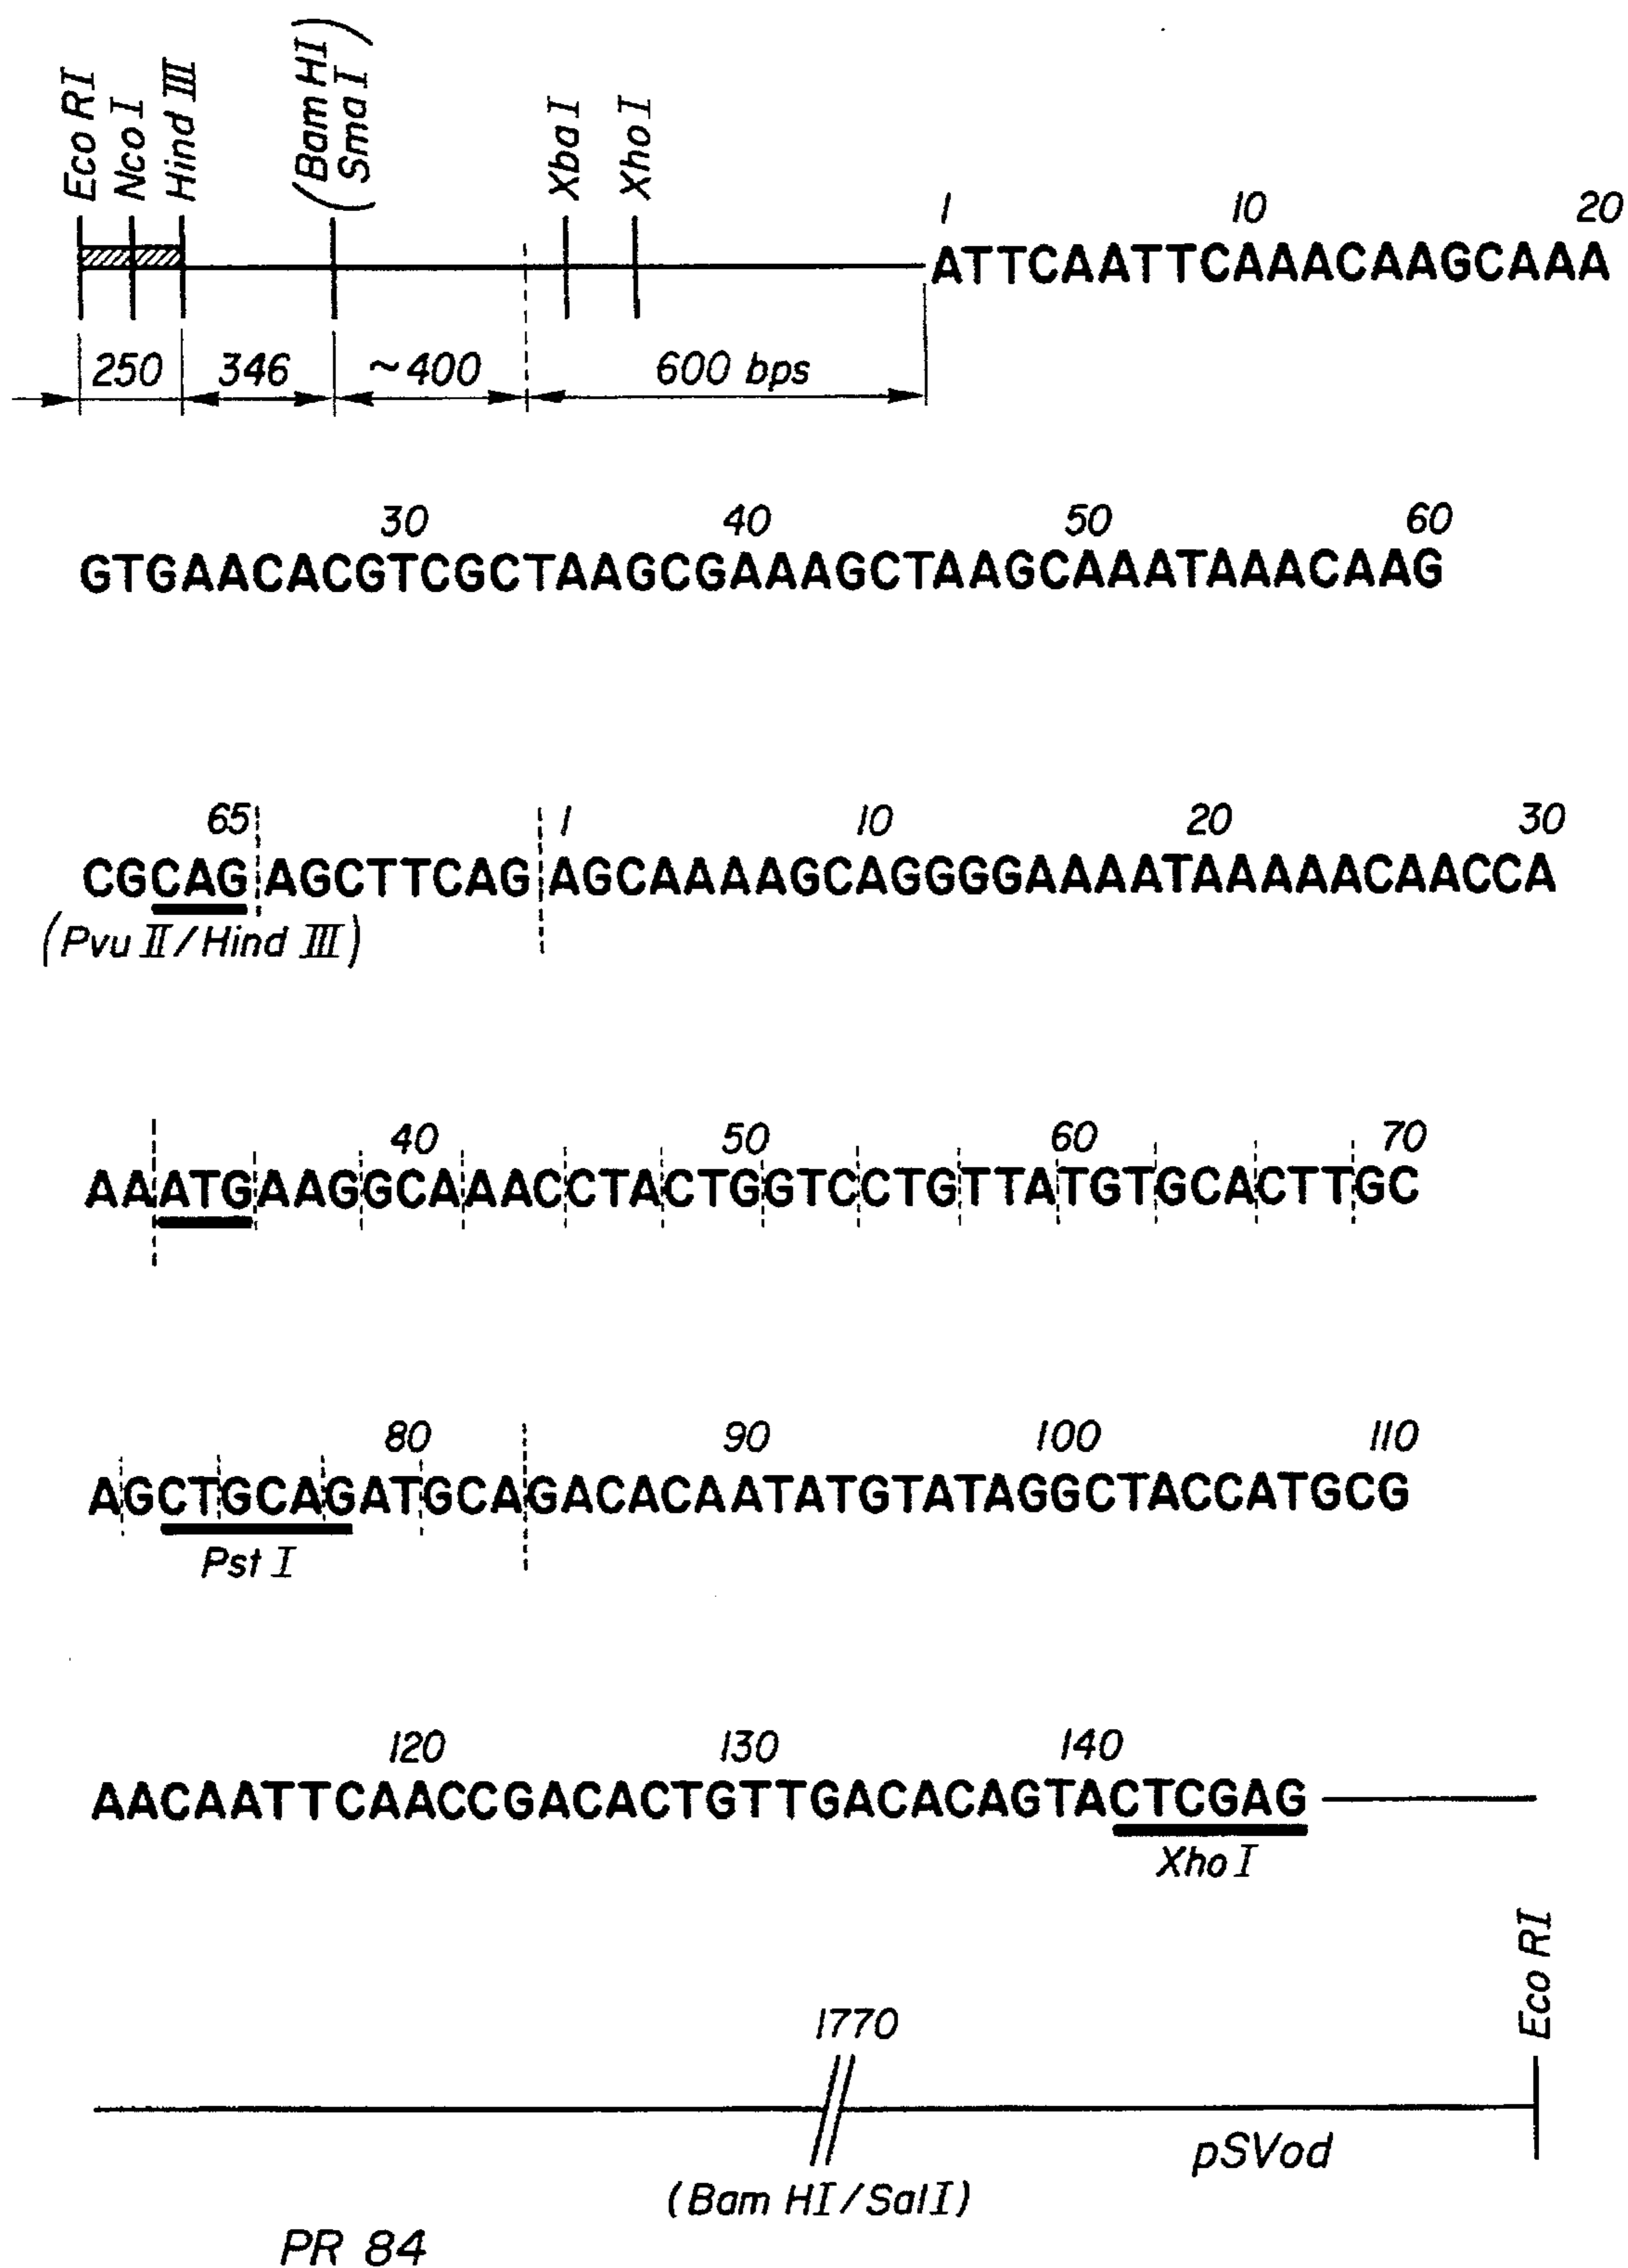 Eco RI
Nco I
Hind III
(Bam HI
Sma I)
Xba I
Xho I
1 10 20
ATTCAATTCAAACAAGCAAA
250 346 ~400 600 bps
30 40 50 60
GTGAACACGTCGCTAAGCGAAAGCTAAGCAAATAAACAAG
65 1 10 20 30
CGCAGAGCTTCAGAGCAAAAGCAGGGGAAAATAAAAACAACCA
(Pvu II/Hind III)
40 50 60 70
AAATGAAGGCAAACCTACTGGTCCTGTTATGTGCACTTGC
80 90 100 110
AGCTGCAGATGCAGACACAATATGTATAGGCTACCATGCG
Pst I
120 130 140
AACAATTCAACCGACACTGTTGACACAGTACTCGAG
Xho I
Eco RI
1770
pSVod
(Bam HI/Sal I)
PR 84